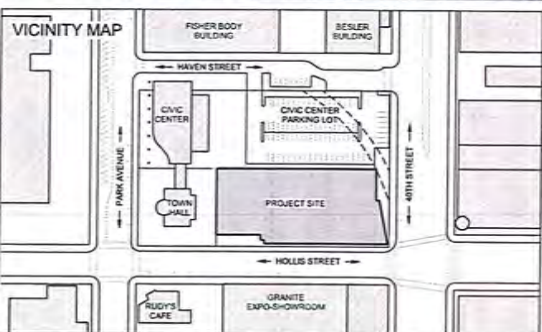 VICINITY MAP
FISHER BODY
BUILDING
BESLER
BUILDING
HAVEN STREET
CIVIC
CENTER
CIVIC CENTER
PARKING LOT
PARK AVENUE
40TH STREET
TOWN
HALL
PROJECT SITE
HOLLIS STREET
RUDY'S
CAFE
GRANITE
EXPO-SHOWROOM